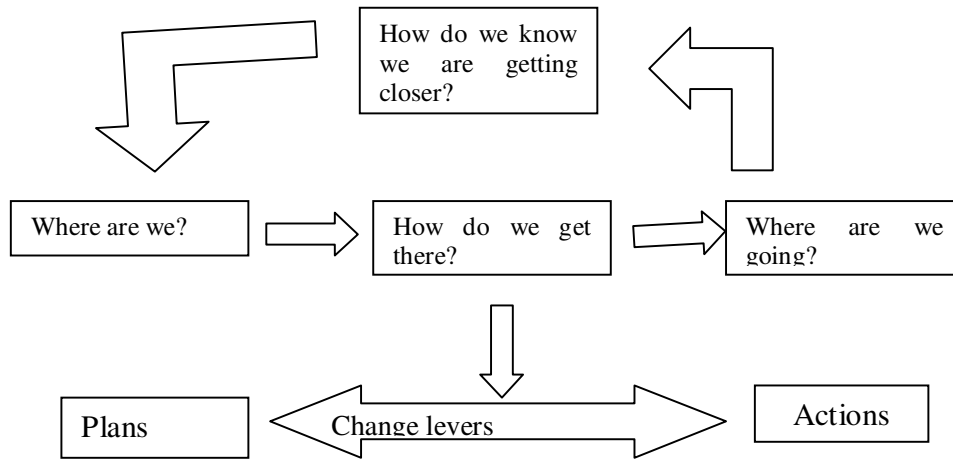 How do we know
we are getting
closer?
Where are we?
How do we get
there?
Where are we
going?
Plans
Change levers
Actions